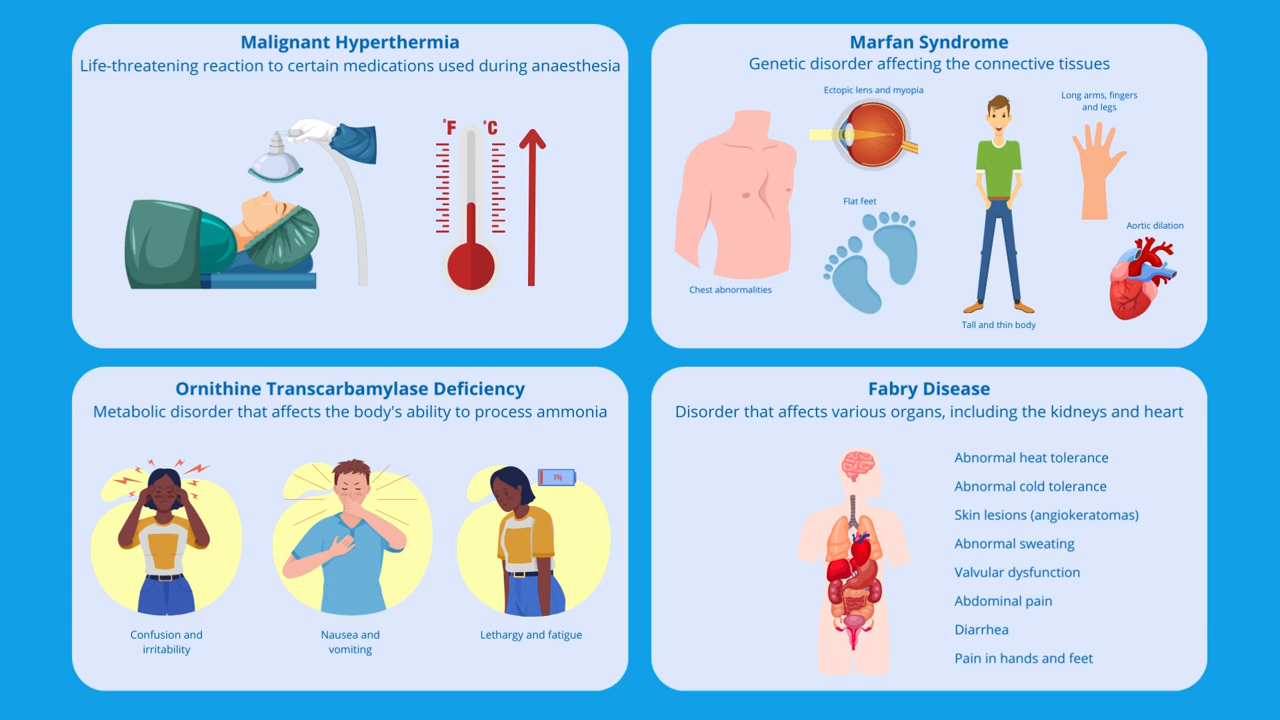 Malignant Hyperthermia
Life-threatening reaction to certain medications used during anaesthesia
°F
°C
Marfan Syndrome
Genetic disorder affecting the connective tissues
Ectopic lens and myopia
Long arms, fingers
and legs
Flat feet
Aortic dilation
Chest abnormalities
Tall and thin body
Ornithine Transcarbamylase Deficiency
Metabolic disorder that affects the body's ability to process ammonia
1%
Confusion and
irritability
Nausea and
vomiting
Lethargy and fatigue
Fabry Disease
Disorder that affects various organs, including the kidneys and heart
Abnormal heat tolerance
Abnormal cold tolerance
Skin lesions (angiokeratomas)
Abnormal sweating
Valvular dysfunction
Abdominal pain
Diarrhea
Pain in hands and feet